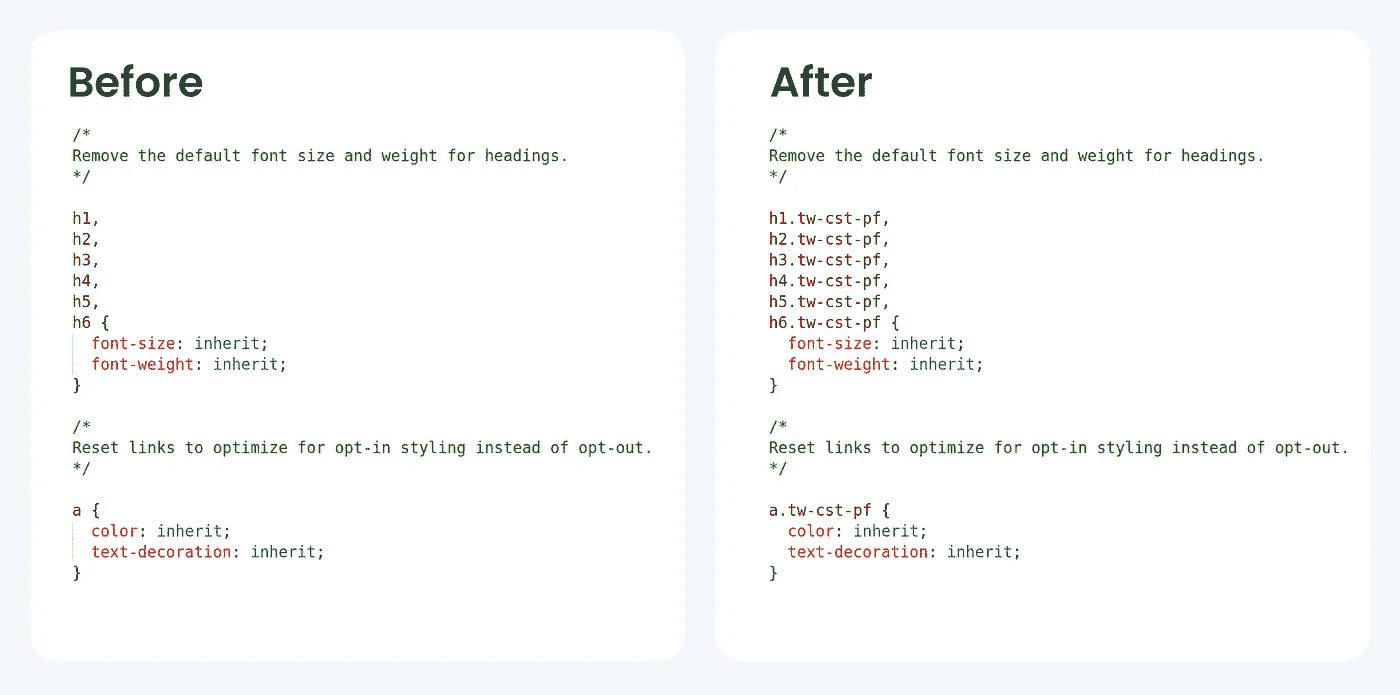 Before
/*
Remove the default font size and weight for headings.
*/
h1,
h2,
h3,
h4,
h5,
h6 {
  font-size: inherit;
  font-weight: inherit;
}
/*
Reset links to optimize for opt-in styling instead of opt-out.
*/
a {
  color: inherit;
  text-decoration: inherit;
}
After
/*
Remove the default font size and weight for headings.
*/
h1.tw-cst-pf,
h2.tw-cst-pf,
h3.tw-cst-pf,
h4.tw-cst-pf,
h5.tw-cst-pf,
h6.tw-cst-pf {
  font-size: inherit;
  font-weight: inherit;
}
/*
Reset links to optimize for opt-in styling instead of opt-out.
*/
a.tw-cst-pf {
  color: inherit;
  text-decoration: inherit;
}